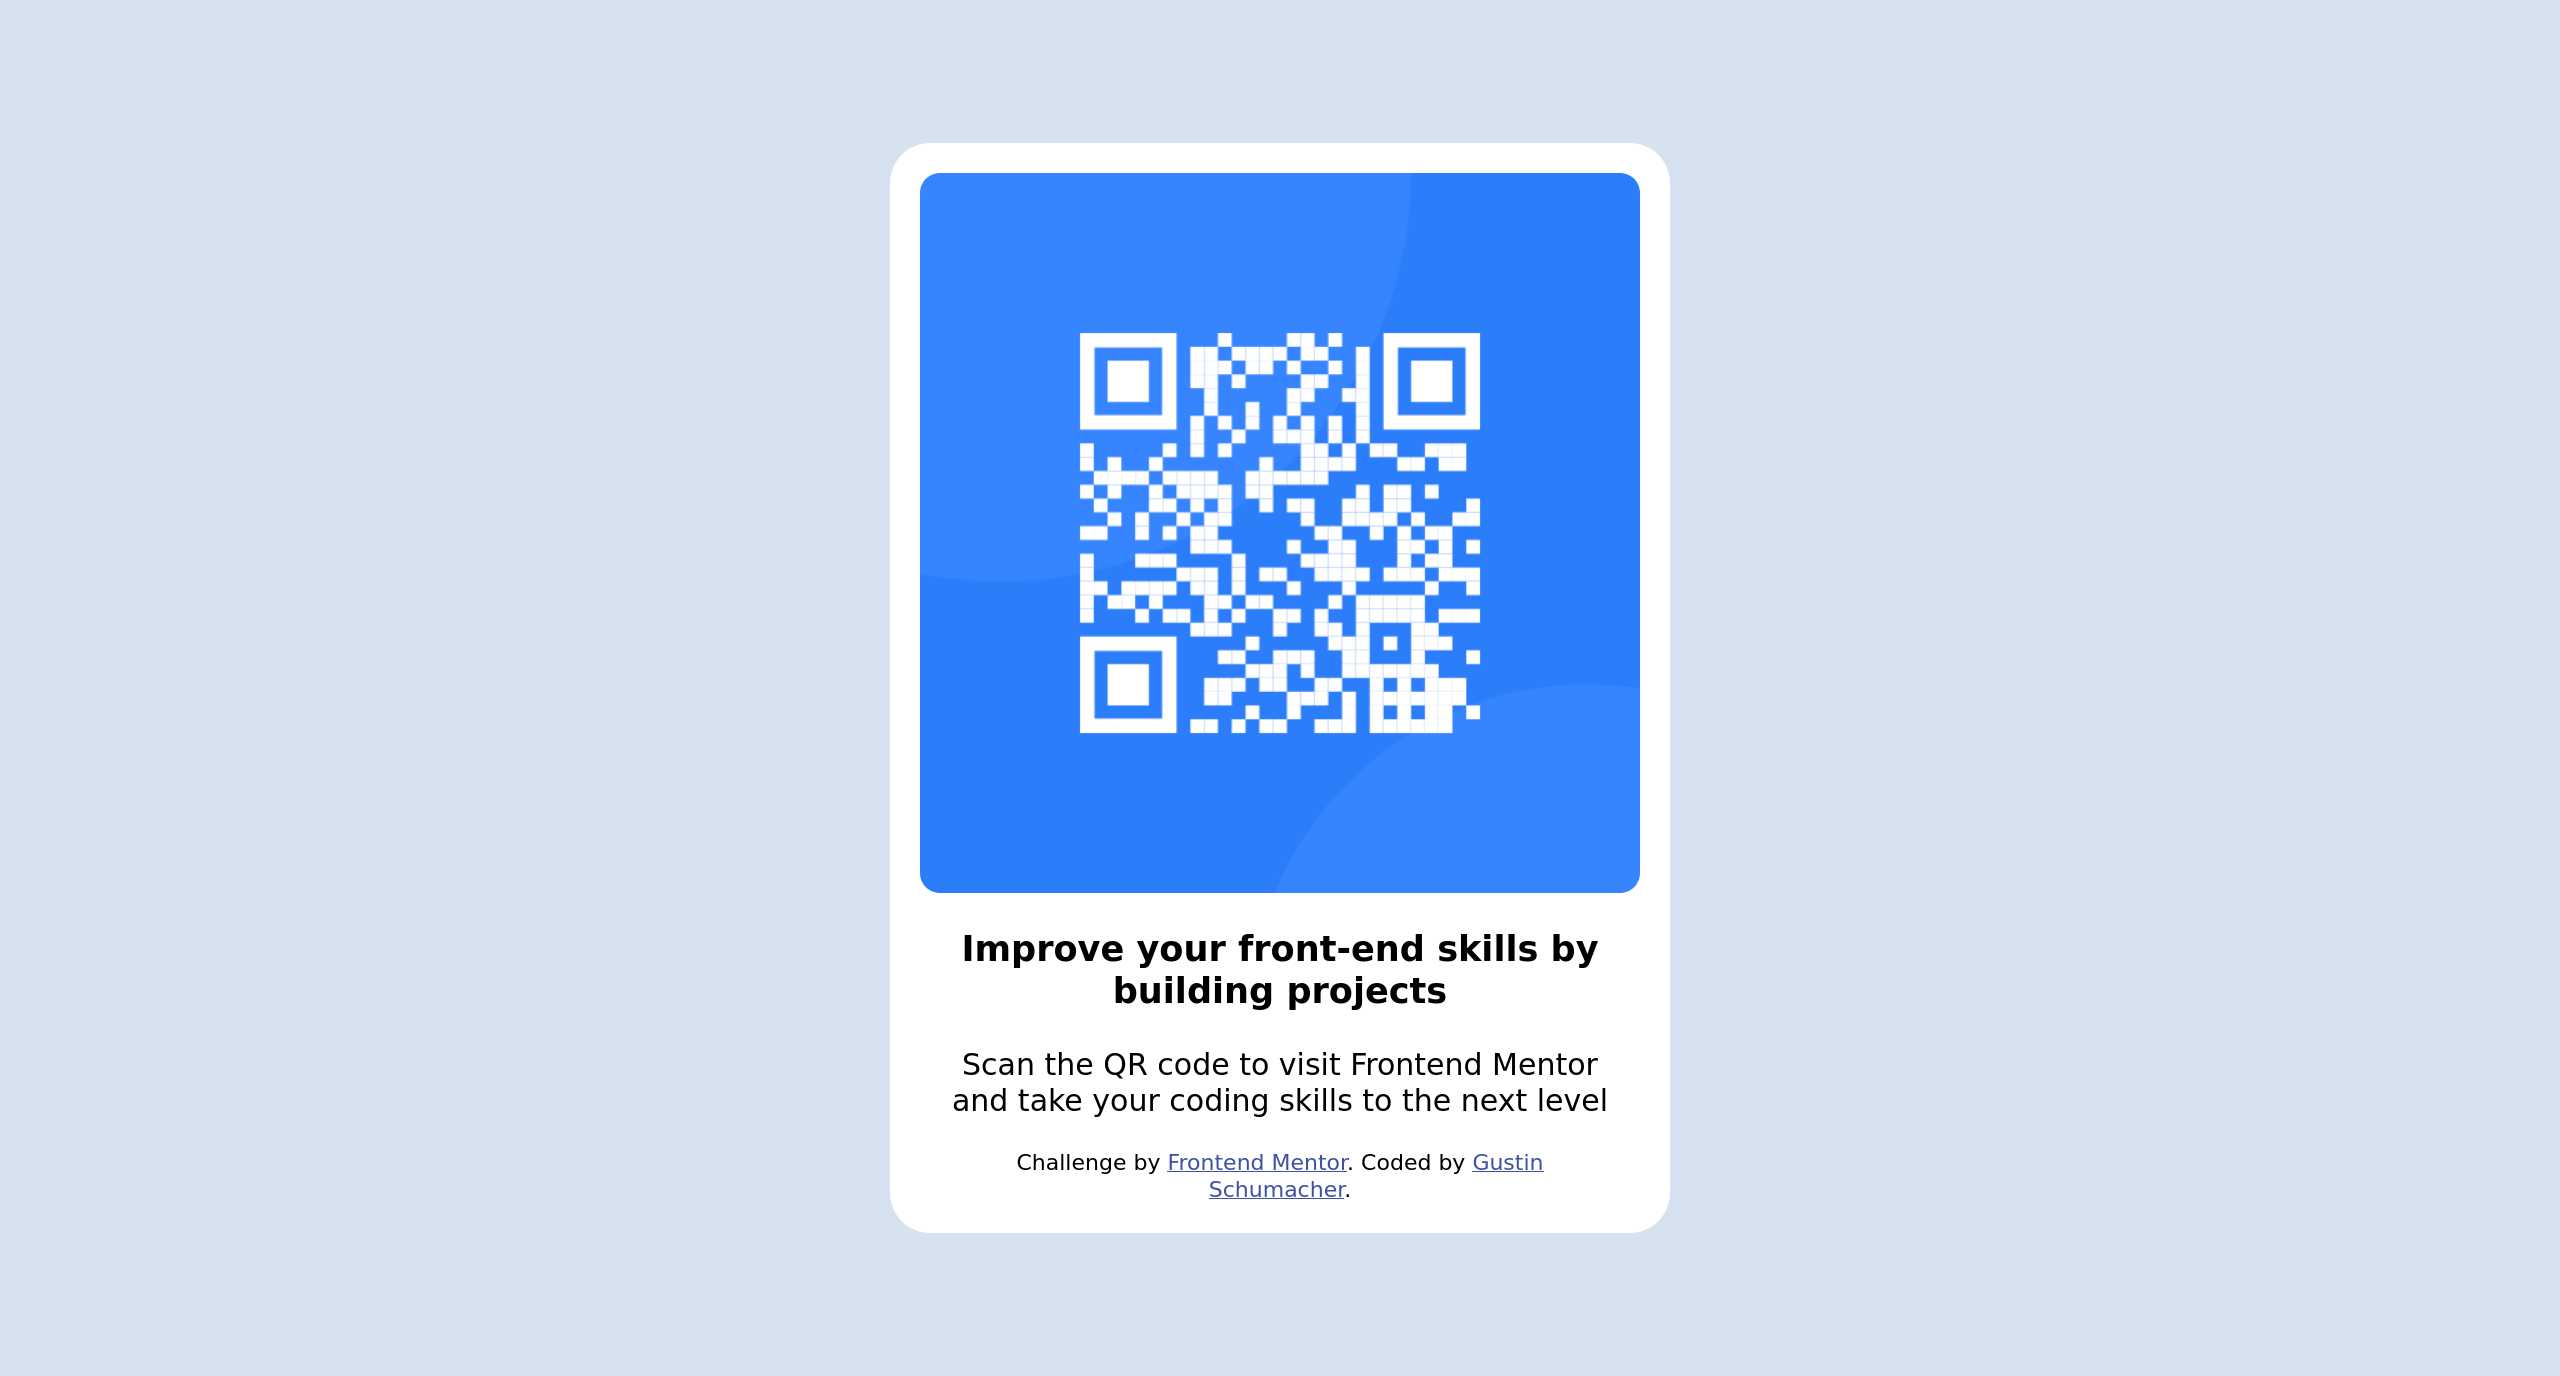 Improve your front-end skills by
building projects
Scan the QR code to visit Frontend Mentor
and take your coding skills to the next level
Challenge by Frontend Mentor. Coded by Gustin
Schumacher.